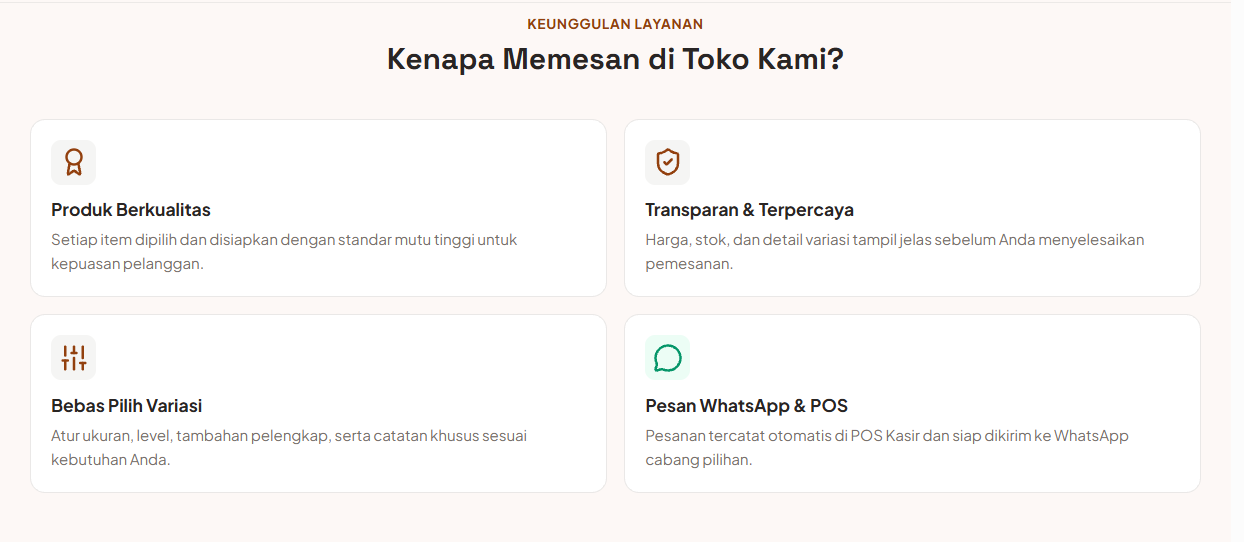 KEUNGGULAN LAYANAN
Kenapa Memesan di Toko Kami?
Produk Berkualitas
Setiap item dipilih dan disiapkan dengan standar mutu tinggi untuk
kepuasan pelanggan.
Transparan & Terpercaya
Harga, stok, dan detail variasi tampil jelas sebelum Anda menyelesaikan
pemesanan.
Bebas Pilih Variasi
Atur ukuran, level, tambahan pelengkap, serta catatan khusus sesuai
kebutuhan Anda.
Pesan WhatsApp & POS
Pesanan tercatat otomatis di POS Kasir dan siap dikirim ke WhatsApp
cabang pilihan.